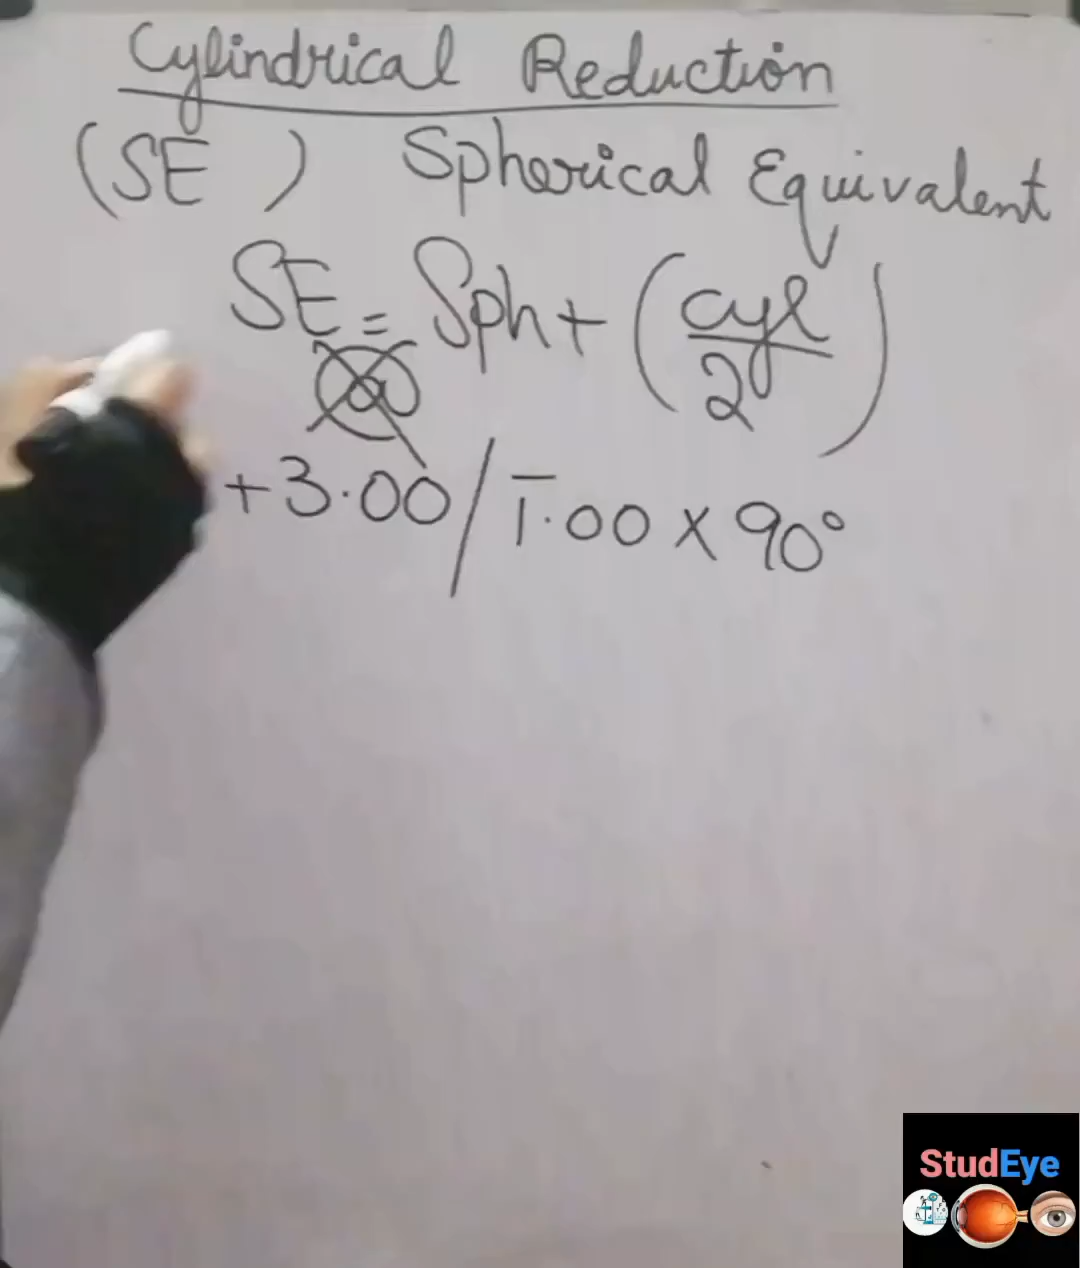 Cylindrical Reduction
(SE ) Spherical Equivalent
SE = Sph + (cyl/2)
+3.00 / -1.00 x 90°
StudEye